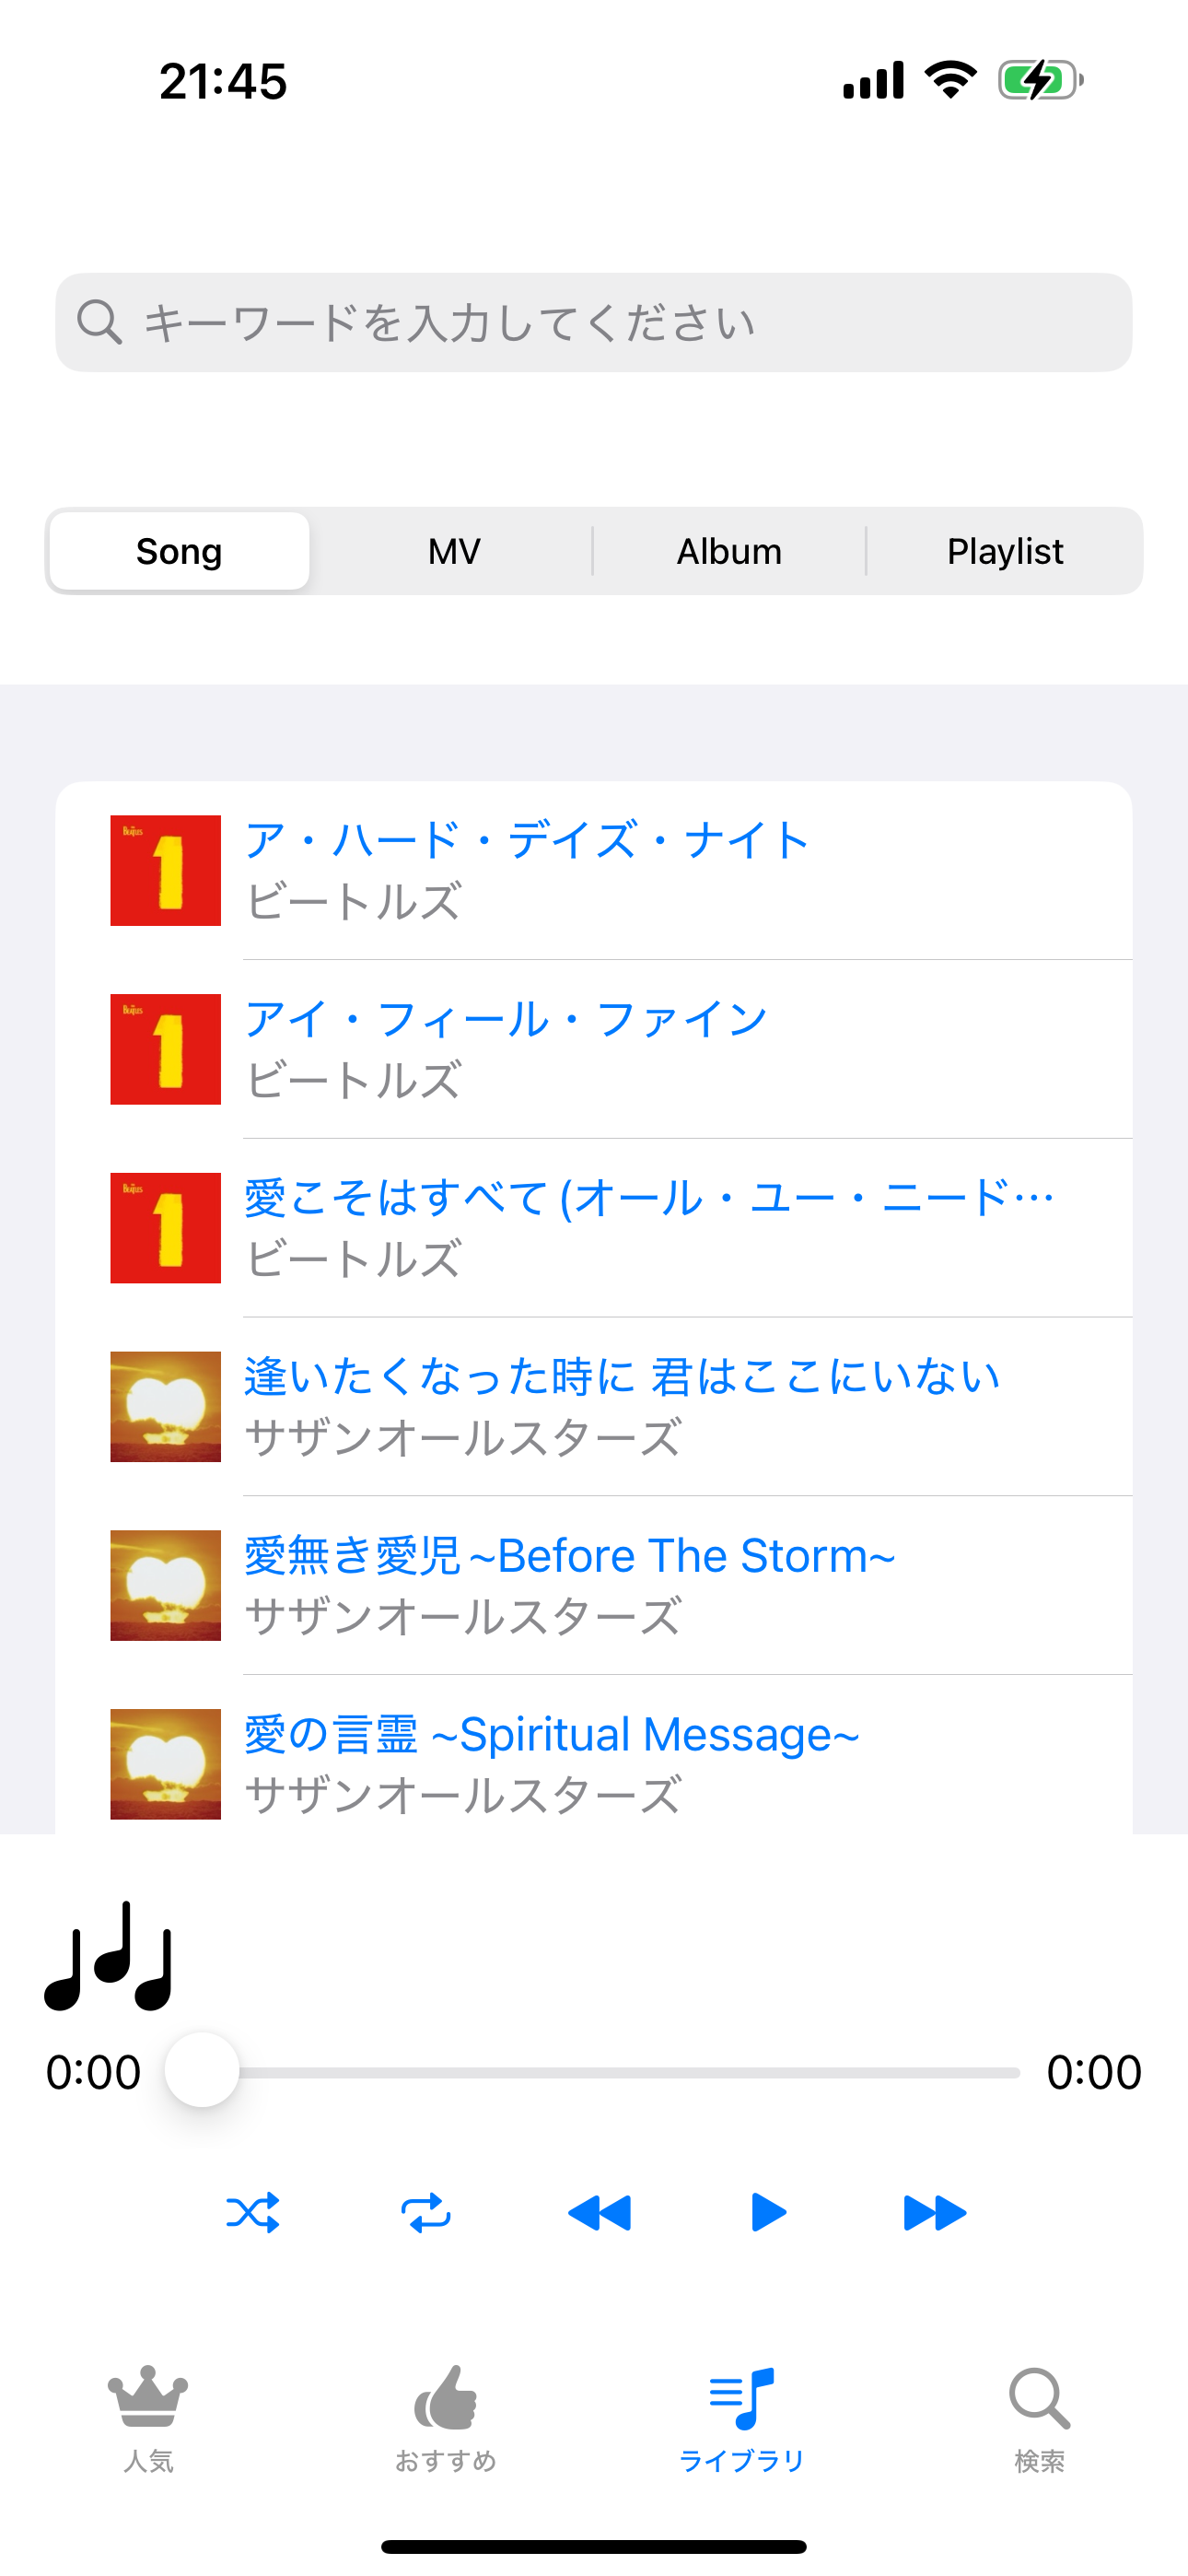 21:45
キーワードを入力してください
Song MV Album Playlist
ア・ハード・デイズ・ナイト
ビートルズ
アイ・フィール・ファイン
ビートルズ
愛こそはすべて (オール・ユー・ニード…
ビートルズ
逢いたくなった時に 君はここにいない
サザンオールスターズ
愛無き愛児 ~Before The Storm~
サザンオールスターズ
愛の言霊 ~Spiritual Message~
サザンオールスターズ
0:00 0:00
人気 おすすめ ライブラリ 検索